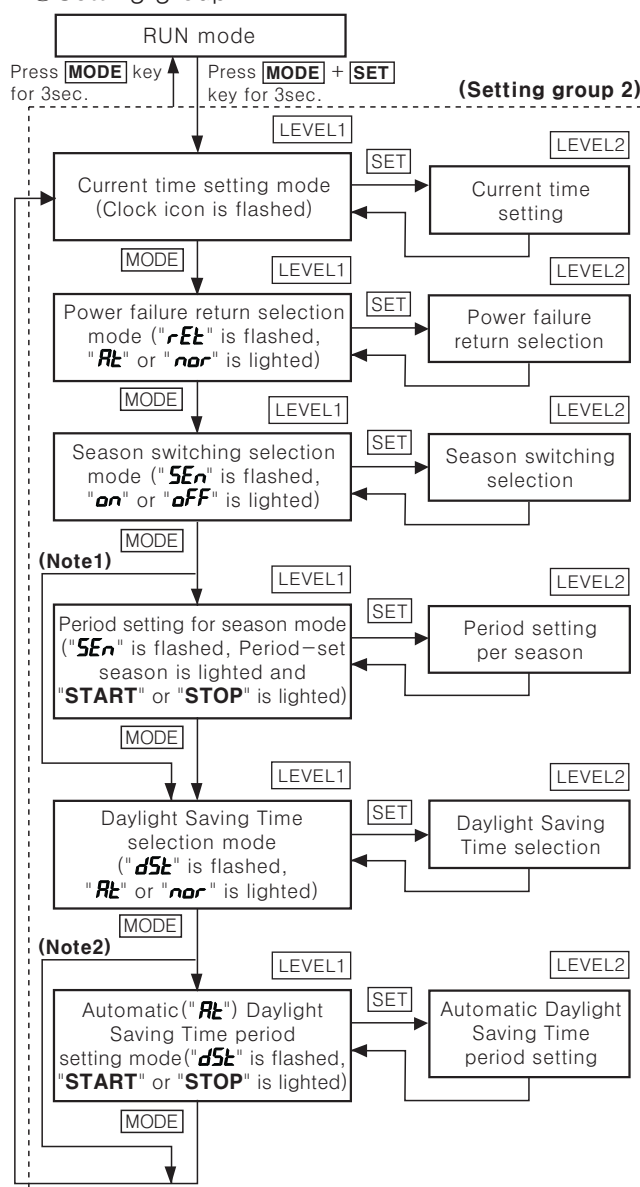 Setting group
RUN mode
Press MODE key
for 3sec.
Press MODE + SET
key for 3sec.
(Setting group 2)
LEVEL1
Current time setting mode
(Clock icon is flashed)
SET
LEVEL2
Current time
setting
MODE
LEVEL1
Power failure return selection
mode ("rEt" is flashed,
"At" or "nor" is lighted)
SET
LEVEL2
Power failure
return selection
MODE
LEVEL1
Season switching selection
mode ("SEn" is flashed,
"on" or "oFF" is lighted)
SET
LEVEL2
Season switching
selection
MODE
(Note1)
LEVEL1
Period setting for season mode
("SEn" is flashed, Period-set
season is lighted and
"START" or "STOP" is lighted)
SET
LEVEL2
Period setting
per season
MODE
LEVEL1
Daylight Saving Time
selection mode
("dSt" is flashed,
"At" or "nor" is lighted)
SET
LEVEL2
Daylight Saving
Time selection
MODE
(Note2)
LEVEL1
Automatic("At") Daylight
Saving Time period
setting mode("dSt" is flashed,
"START" or "STOP" is lighted)
SET
LEVEL2
Automatic Daylight
Saving Time
period setting
MODE